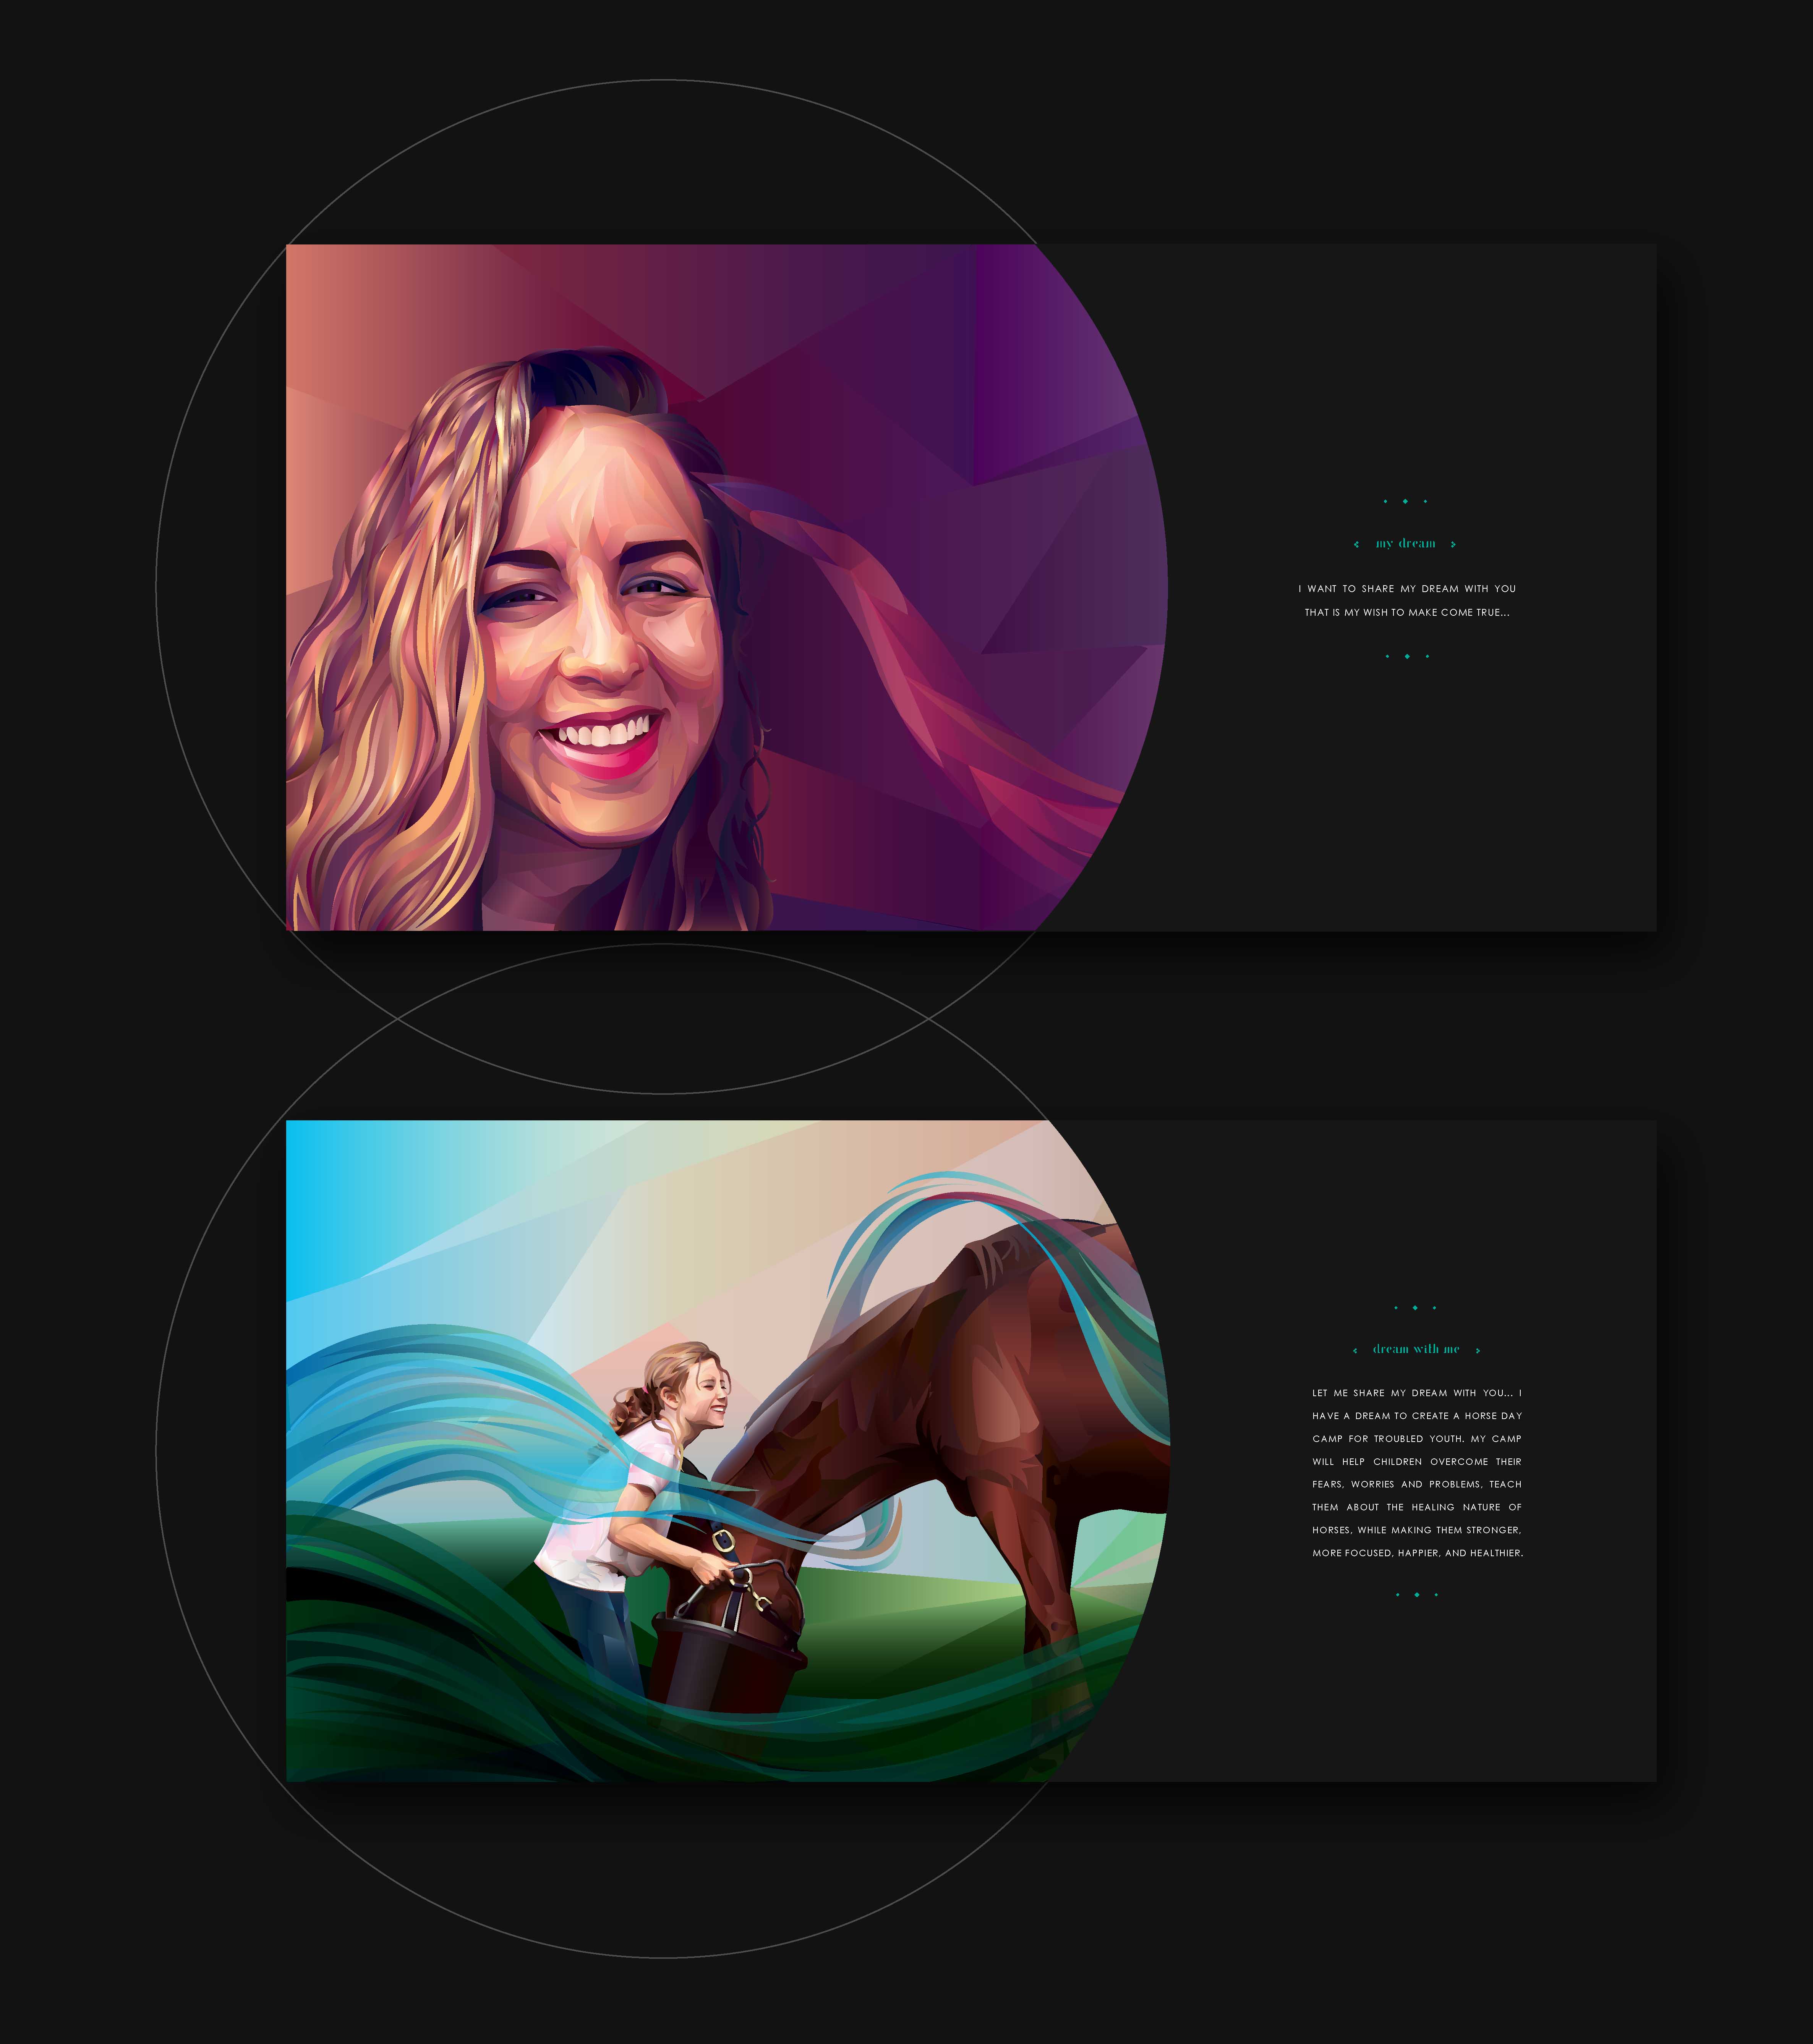 my dream
I WANT TO SHARE MY DREAM WITH YOU
THAT IS MY WISH TO MAKE COME TRUE...
dream with me
LET ME SHARE MY DREAM WITH YOU... I
HAVE A DREAM TO CREATE A HORSE DAY
CAMP FOR TROUBLED YOUTH. MY CAMP
WILL HELP CHILDREN OVERCOME THEIR
FEARS, WORRIES AND PROBLEMS, TEACH
THEM ABOUT THE HEALING NATURE OF
HORSES, WHILE MAKING THEM STRONGER,
MORE FOCUSED, HAPPIER, AND HEALTHIER.